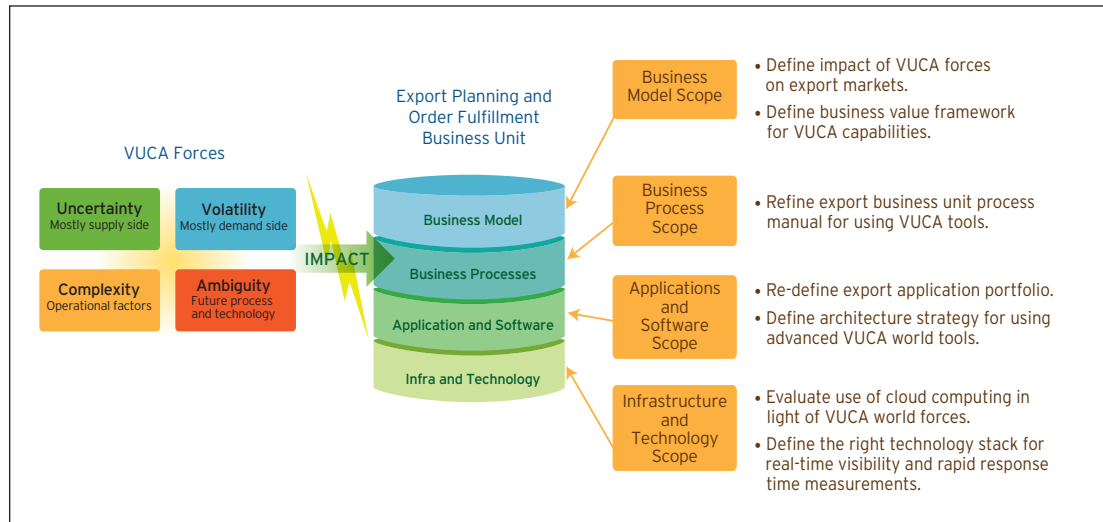 VUCA Forces
Uncertainty
Mostly supply side
Volatility
Mostly demand side
Complexity
Operational factors
Ambiguity
Future process
and technology
IMPACT
Export Planning and
Order Fulfillment
Business Unit
Business Model
Business Processes
Application and Software
Infra and Technology
Business
Model Scope
• Define impact of VUCA forces
on export markets.
• Define business value framework
for VUCA capabilities.
Business
Process
Scope
• Refine export business unit process
manual for using VUCA tools.
Applications
and
Software
Scope
• Re-define export application portfolio.
• Define architecture strategy for using
advanced VUCA world tools.
Infrastructure
and
Technology
Scope
• Evaluate use of cloud computing in
light of VUCA world forces.
• Define the right technology stack for
real-time visibility and rapid response
time measurements.